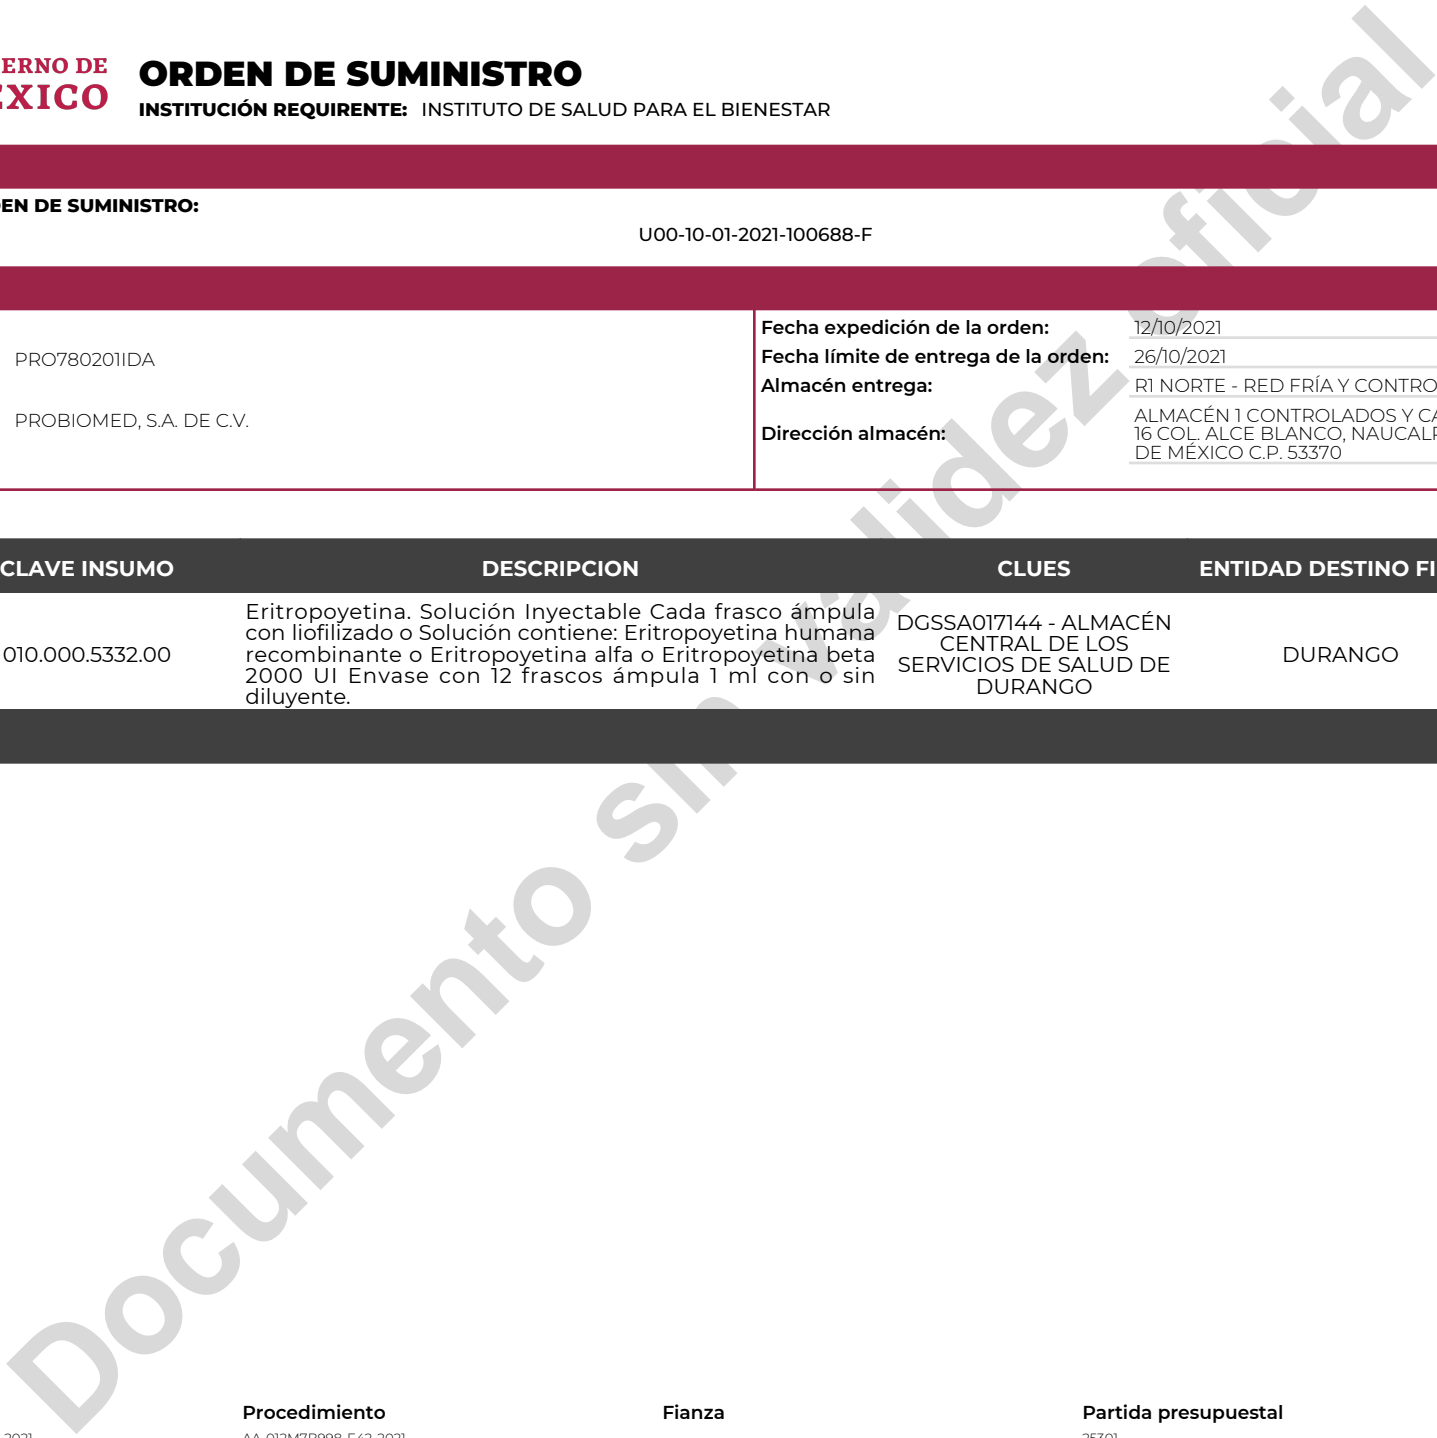 ERNO DE
ORDEN DE SUMINISTRO
INSTITUCIÓN REQUIRENTE: INSTITUTO DE SALUD PARA EL BIENESTAR
EN DE SUMINISTRO:
U00-10-01-2021-100688-F
PRO780201IDA
PROBIOMED, S.A. DE C.V.
Fecha expedición de la orden: 12/10/2021
Fecha límite de entrega de la orden: 26/10/2021
Almacén entrega: R1 NORTE - RED FRÍA Y CONTRO
Dirección almacén:
ALMACÉN 1 CONTROLADOS Y CA
16 COL. ALCE BLANCO, NAUCALP
DE MÉXICO C.P. 53370
CLAVE INSUMO DESCRIPCION CLUES ENTIDAD DESTINO FI
010.000.5332.00
Eritropoyetina. Solución Inyectable Cada frasco ámpula
con liofilizado o Solución contiene: Eritropoyetina humana
recombinante o Eritropoyetina alfa o Eritropoyetina beta
2000 UI Envase con 12 frascos ámpula 1 ml con o sin
diluyente.
DGSSA017144 - ALMACÉN
CENTRAL DE LOS
SERVICIOS DE SALUD DE
DURANGO
DURANGO
Documento sin validez oficial
Procedimiento Fianza Partida presupuestal